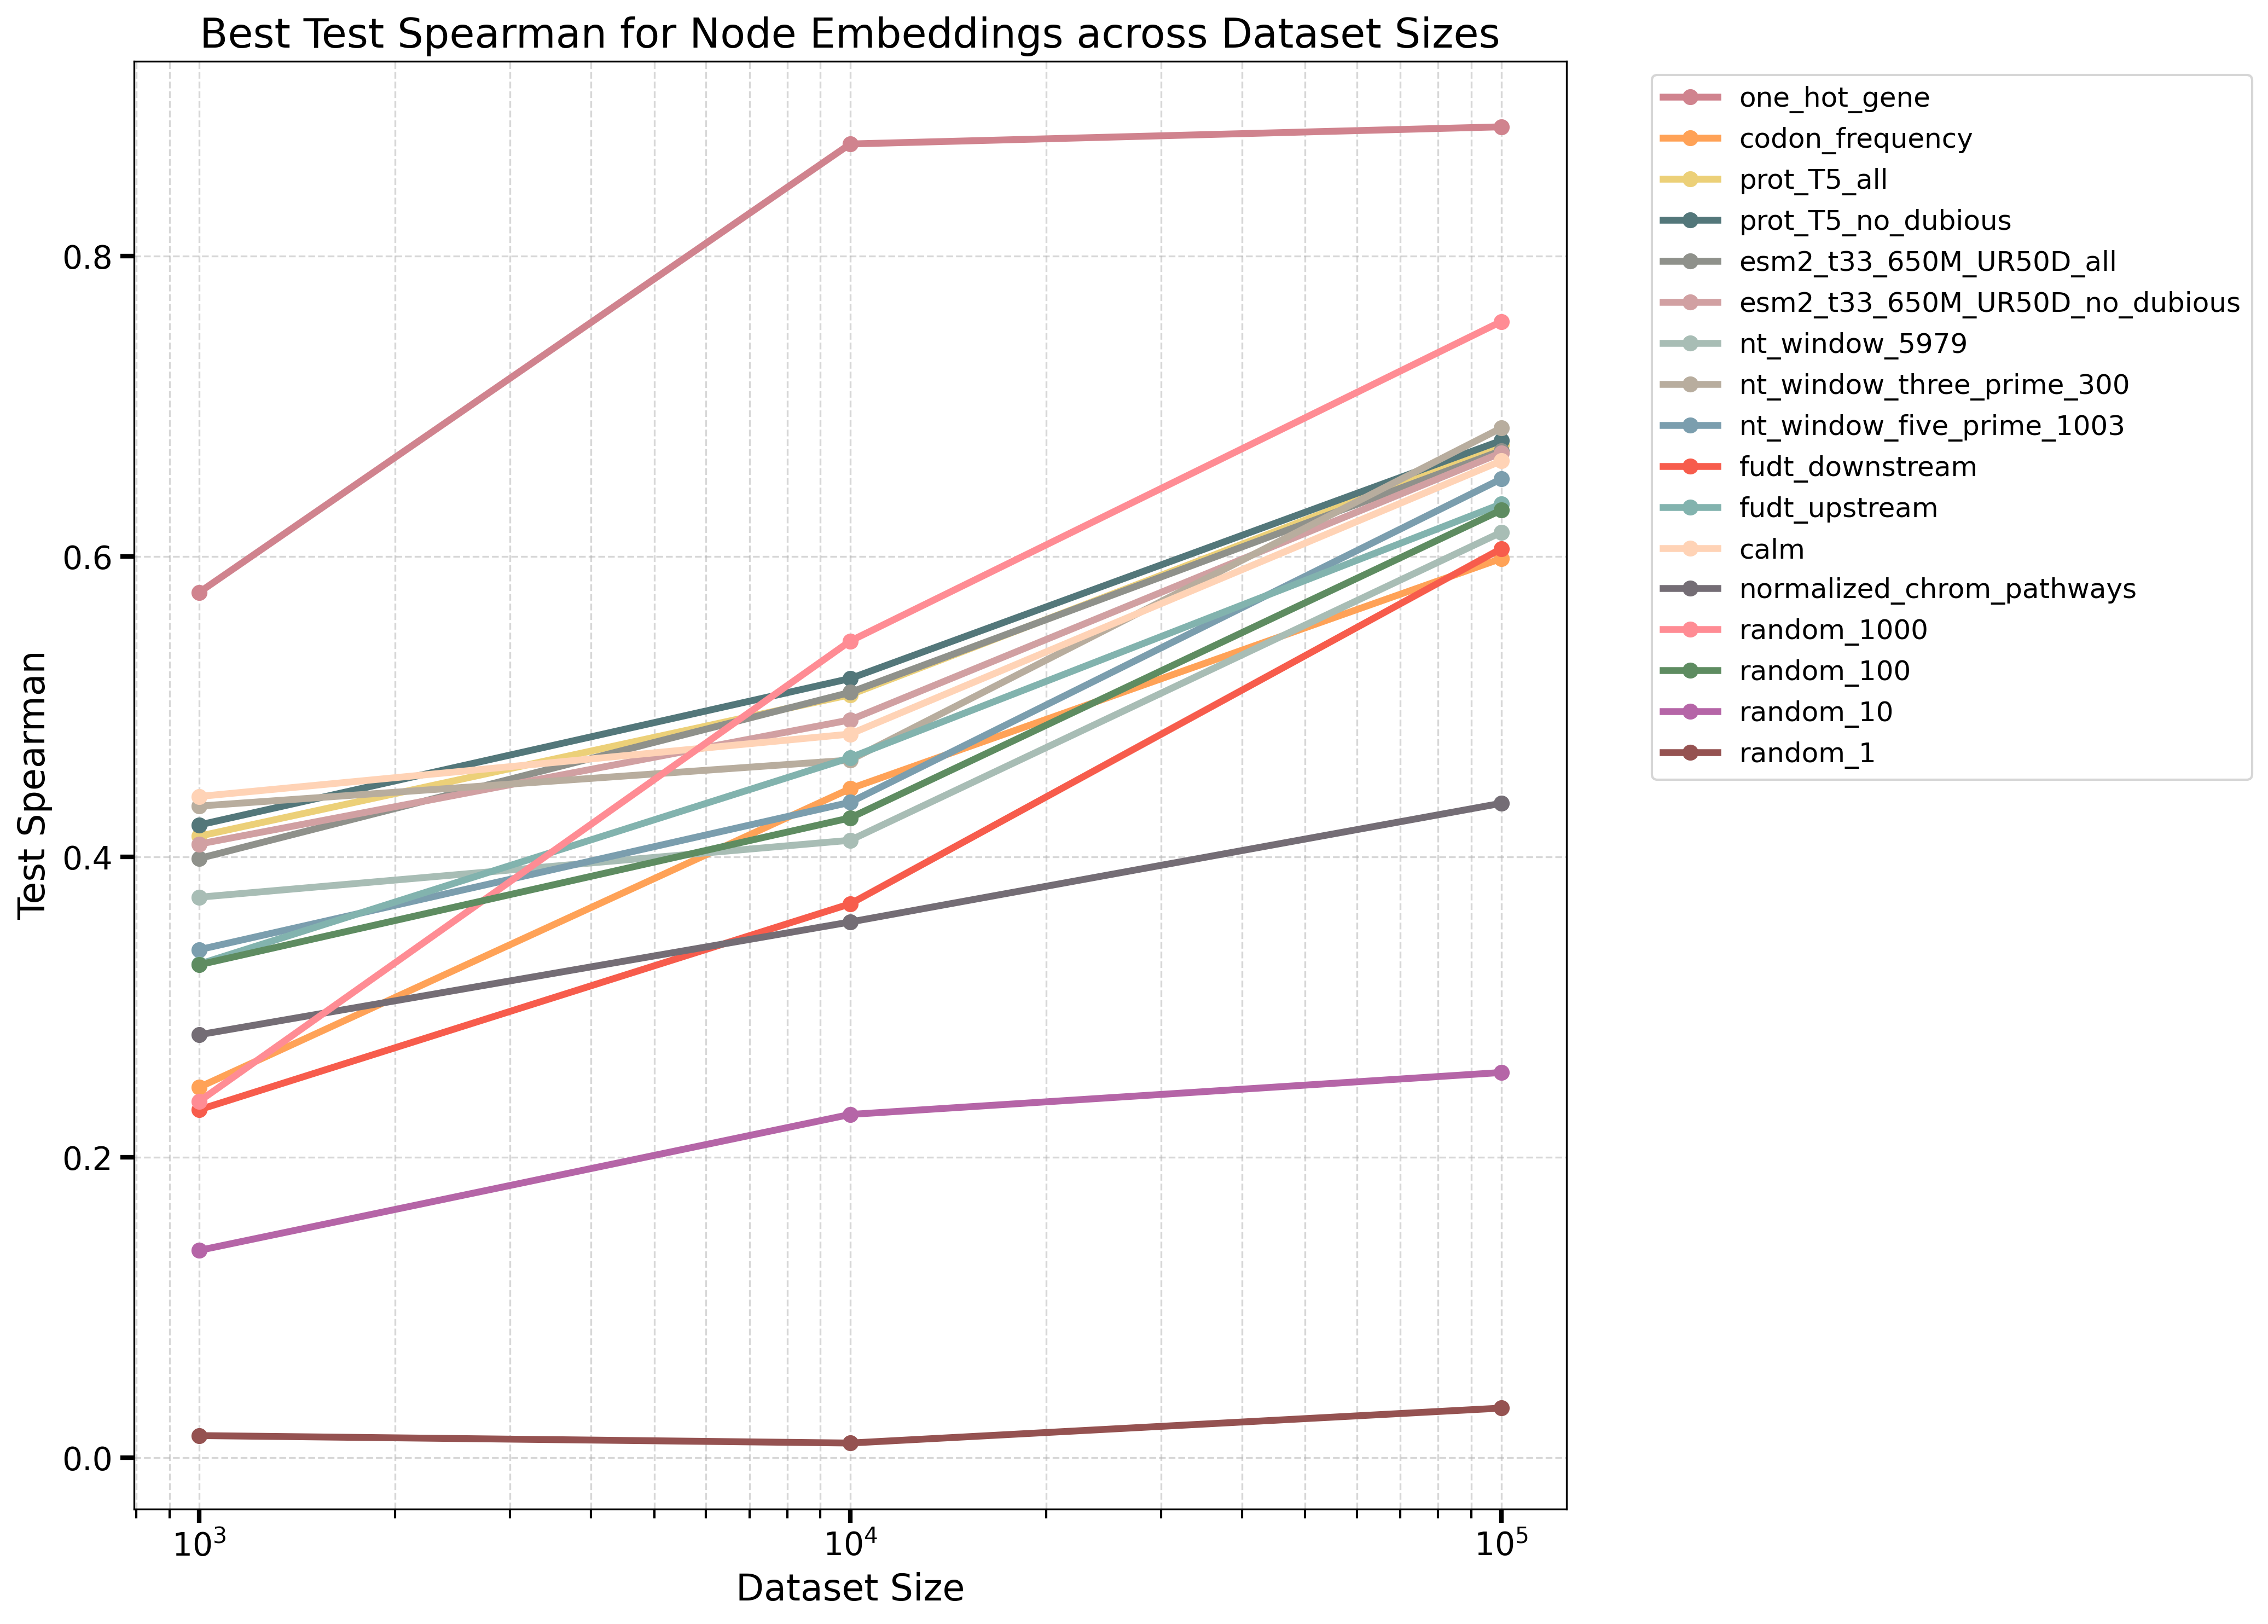 Best Test Spearman for Node Embeddings across Dataset Sizes
one_hot_gene
codon_frequency
prot_T5_all
prot_T5_no_dubious
esm2_t33_650M_UR50D_all
esm2_t33_650M_UR50D_no_dubious
nt_window_5979
nt_window_three_prime_300
nt_window_five_prime_1003
fudt_downstream
fudt_upstream
calm
normalized_chrom_pathways
random_1000
random_100
random_10
random_1
Test Spearman
0.8
0.6
0.4
0.2
0.0
10³ 10⁴ 10⁵
Dataset Size